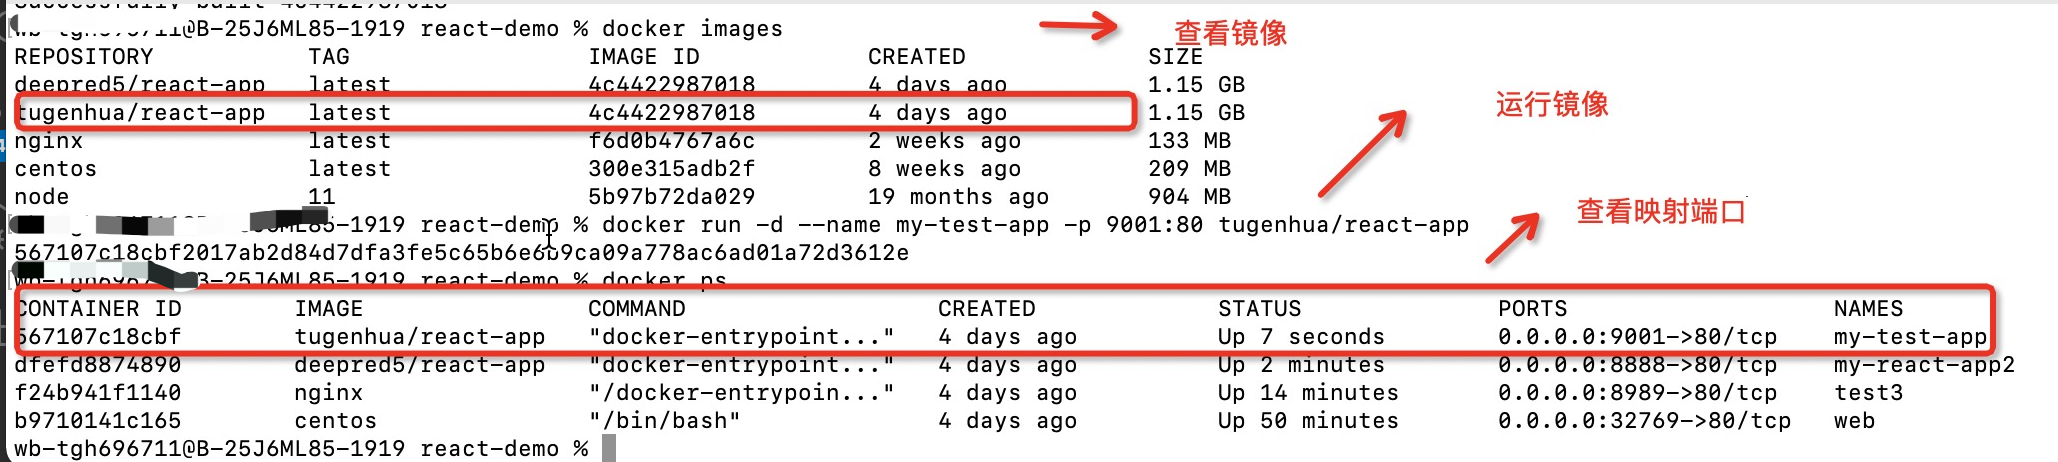 Successfully built 4c4422987018
wb-tgh696711@B-25J6ML85-1919 react-demo % docker images
查看镜像
REPOSITORY TAG IMAGE ID CREATED SIZE
deepred5/react-app latest 4c4422987018 4 days ago 1.15 GB
tugenhua/react-app latest 4c4422987018 4 days ago 1.15 GB
运行镜像
nginx latest f6d0b4767a6c 2 weeks ago 133 MB
centos latest 300e315adb2f 8 weeks ago 209 MB
node 11 5b97b72da029 19 months ago 904 MB
查看映射端口
-1919 react-demo % docker run -d --name my-test-app -p 9001:80 tugenhua/react-app
567107c18cbf2017ab2d84d7dfa3fe5c65b6e6b9ca09a778ac6ad01a72d3612e
B-25J6ML85-1919 react-demo % docker ps
CONTAINER ID IMAGE COMMAND CREATED STATUS PORTS NAMES
567107c18cbf tugenhua/react-app "docker-entrypoint..." 4 days ago Up 7 seconds 0.0.0.0:9001->80/tcp my-test-app
dfefd8874890 deepred5/react-app "docker-entrypoint..." 4 days ago Up 2 minutes 0.0.0.0:8888->80/tcp my-react-app2
f24b941f1140 nginx "/docker-entrypoin..." 4 days ago Up 14 minutes 0.0.0.0:8989->80/tcp test3
b9710141c165 centos "/bin/bash" 4 days ago Up 50 minutes 0.0.0.0:32769->80/tcp web
wb-tgh696711@B-25J6ML85-1919 react-demo %